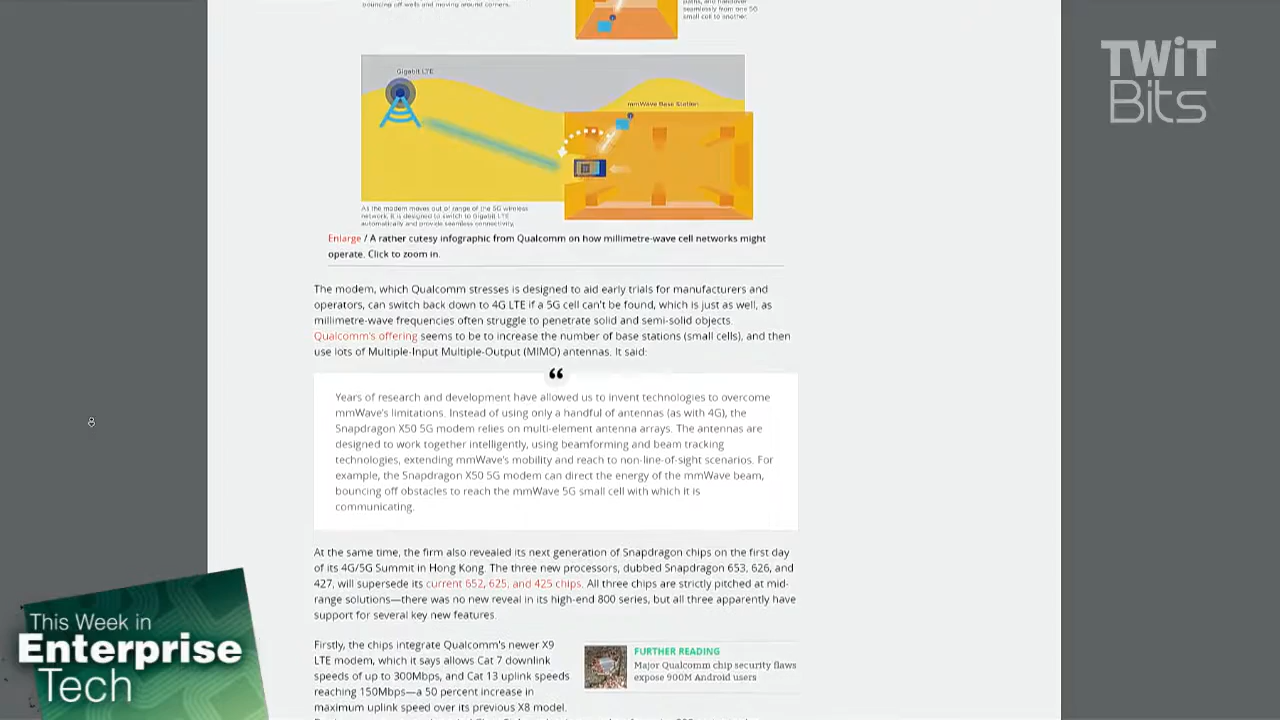 bouncing off walls and moving around corners.
paths, and handover
seamlessly from one 5G
small cell to another.
TWiT
Bits
Gigabit LTE
mmWave Base Station
As the modem moves out of range of the 5G wireless
network, it is designed to switch to Gigabit LTE
automatically and provide seamless connectivity.
Enlarge / A rather cutesy infographic from Qualcomm on how millimetre-wave cell networks might
operate. Click to zoom in.
The modem, which Qualcomm stresses is designed to aid early trials for manufacturers and
operators, can switch back down to 4G LTE if a 5G cell can't be found, which is just as well, as
millimetre-wave frequencies often struggle to penetrate solid and semi-solid objects.
Qualcomm's offering seems to be to increase the number of base stations (small cells), and then
use lots of Multiple-Input Multiple-Output (MIMO) antennas. It said:
“
Years of research and development have allowed us to invent technologies to overcome
mmWave's limitations. Instead of using only a handful of antennas (as with 4G), the
Snapdragon X50 5G modem relies on multi-element antenna arrays. The antennas are
designed to work together intelligently, using beamforming and beam tracking
technologies, extending mmWave's mobility and reach to non-line-of-sight scenarios. For
example, the Snapdragon X50 5G modem can direct the energy of the mmWave beam,
bouncing off obstacles to reach the mmWave 5G small cell with which it is
communicating.
At the same time, the firm also revealed its next generation of Snapdragon chips on the first day
of its 4G/5G Summit in Hong Kong. The three new processors, dubbed Snapdragon 653, 626, and
427, will supersede its current 652, 625, and 425 chips. All three chips are strictly pitched at mid-
range solutions—there was no new reveal in its high-end 800 series, but all three apparently have
support for several key new features.
Firstly, the chips integrate Qualcomm's newer X9
LTE modem, which it says allows Cat 7 downlink
speeds of up to 300Mbps, and Cat 13 uplink speeds
reaching 150Mbps—a 50 percent increase in
maximum uplink speed over its previous X8 model.
FURTHER READING
Major Qualcomm chip security flaws
expose 900M Android users
This Week in
Enterprise
Tech